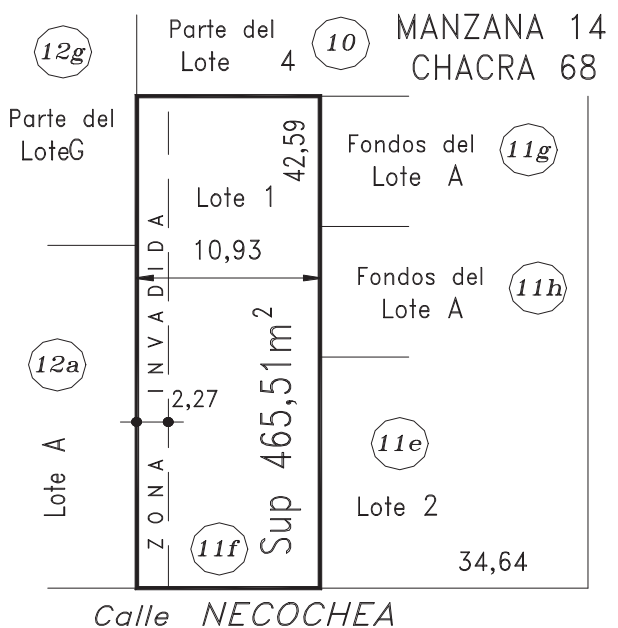 MANZANA 14
CHACRA 68
12g
Parte del
LoteG
Parte del
Lote 4
10
42,59
Fondos del
Lote A
11g
Lote 1
10,93
Fondos del
Lote A
11h
ZONA INVADIDA
12a
Lote A
2,27
Sup 465,51m²
11f
11e
Lote 2
34,64
Calle NECOCHEA